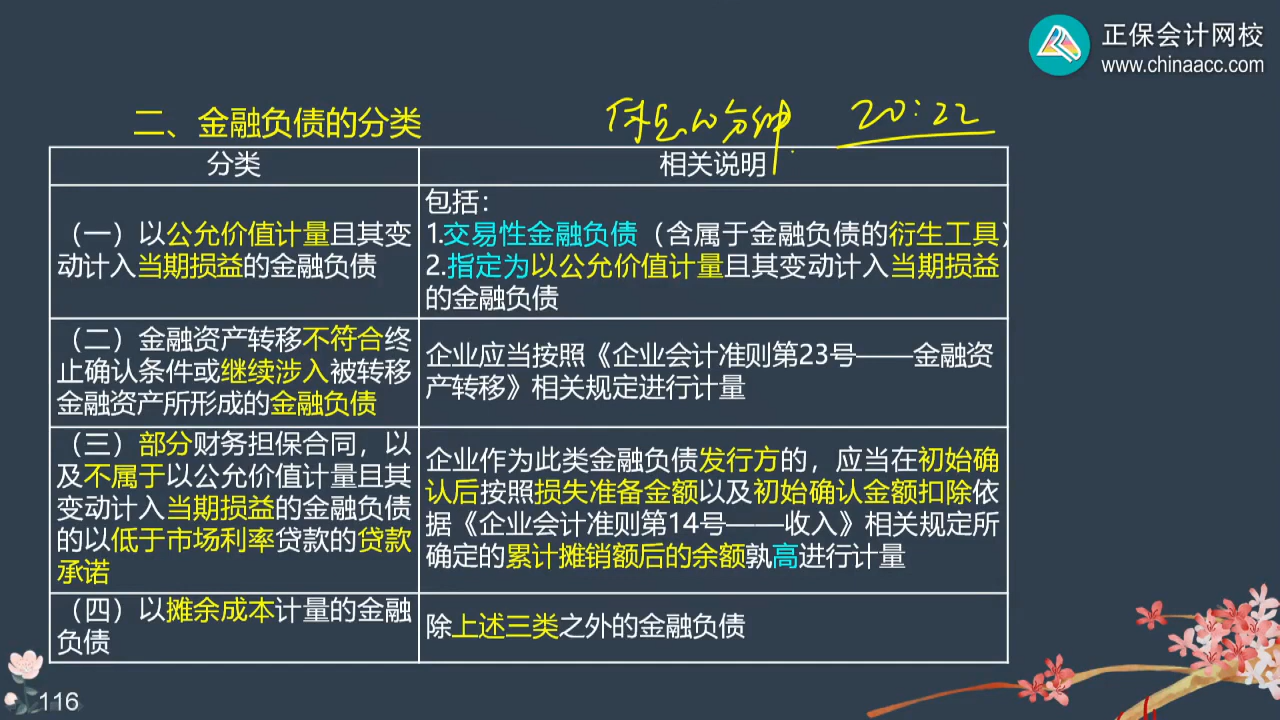 正保会计网校
www.chinaacc.com
二、金融负债的分类
休息10分钟 20:22
分类
相关说明
（一）以公允价值计量且其变
动计入当期损益的金融负债
包括：
1.交易性金融负债（含属于金融负债的衍生工具）
2.指定为以公允价值计量且其变动计入当期损益
的金融负债
（二）金融资产转移不符合终
止确认条件或继续涉入被转移
金融资产所形成的金融负债
企业应当按照《企业会计准则第23号——金融资
产转移》相关规定进行计量
（三）部分财务担保合同，以
及不属于以公允价值计量且其
变动计入当期损益的金融负债
的以低于市场利率贷款的贷款
承诺
企业作为此类金融负债发行方的，应当在初始确
认后按照损失准备金额以及初始确认金额扣除依
据《企业会计准则第14号——收入》相关规定所
确定的累计摊销额后的余额孰高进行计量
（四）以摊余成本计量的金融
负债
除上述三类之外的金融负债
116